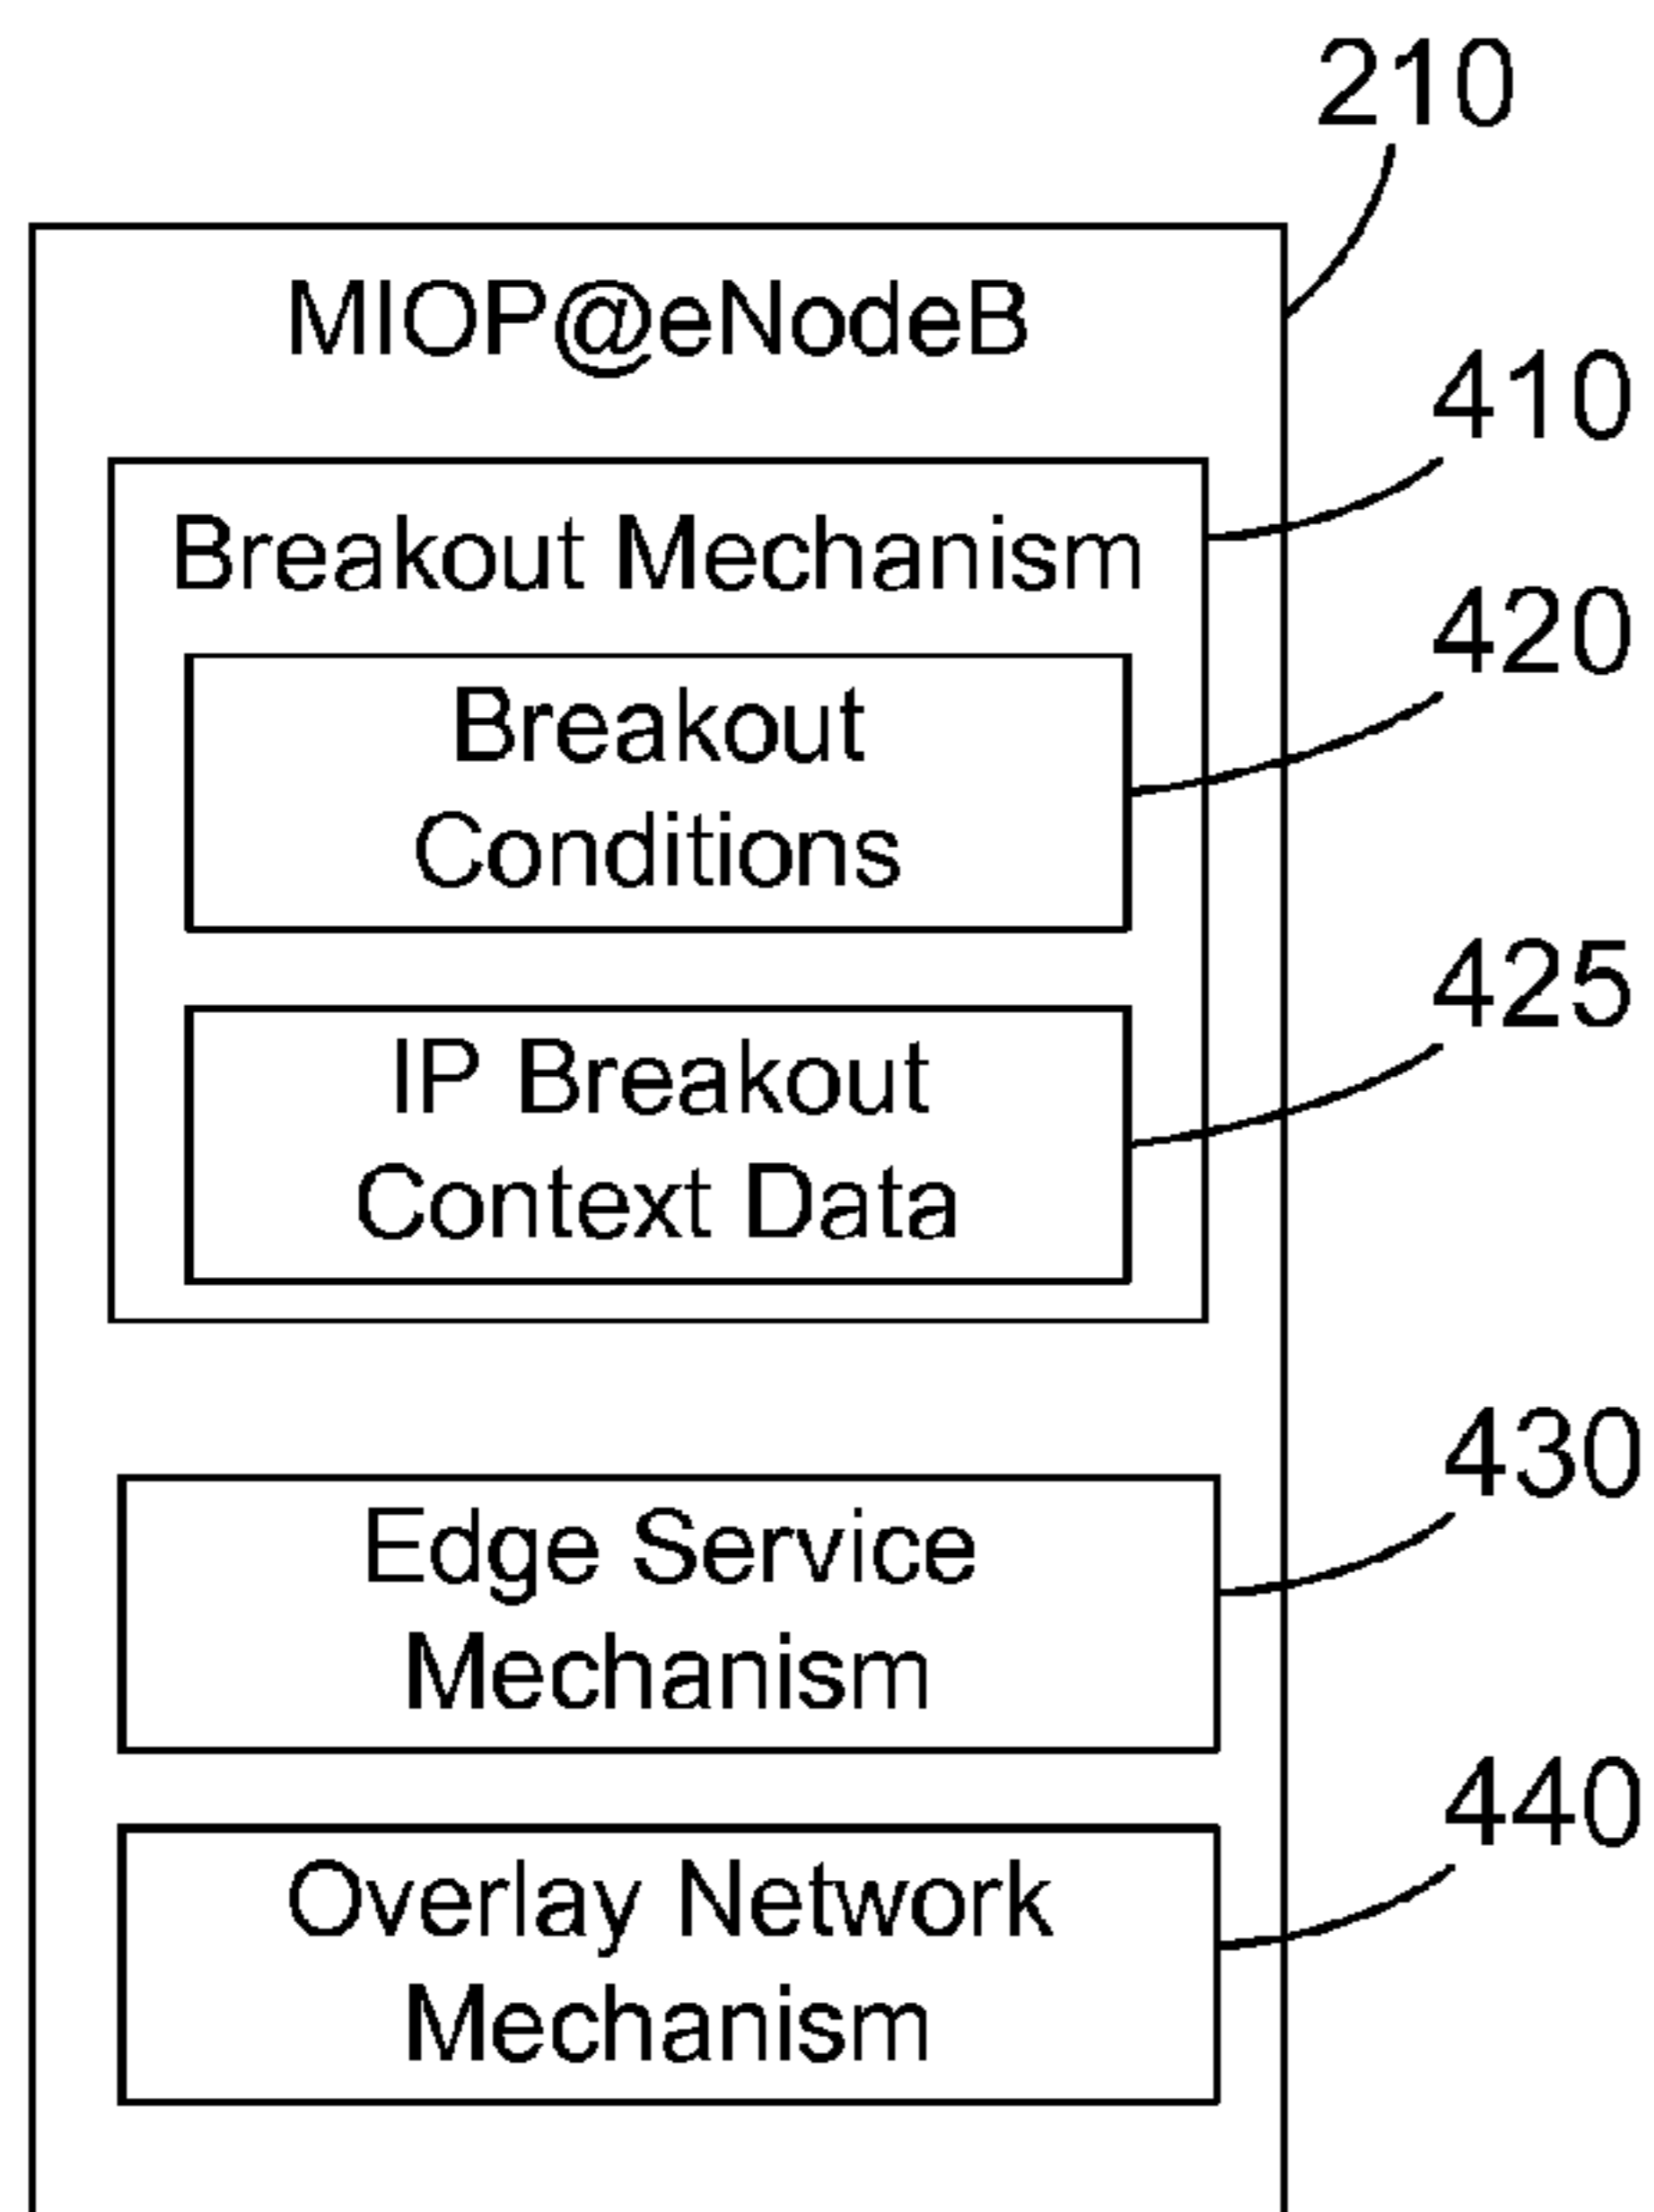 210
MIOP@eNodeB
410
Breakout Mechanism
420
Breakout
Conditions
425
IP Breakout
Context Data
430
Edge Service
Mechanism
440
Overlay Network
Mechanism